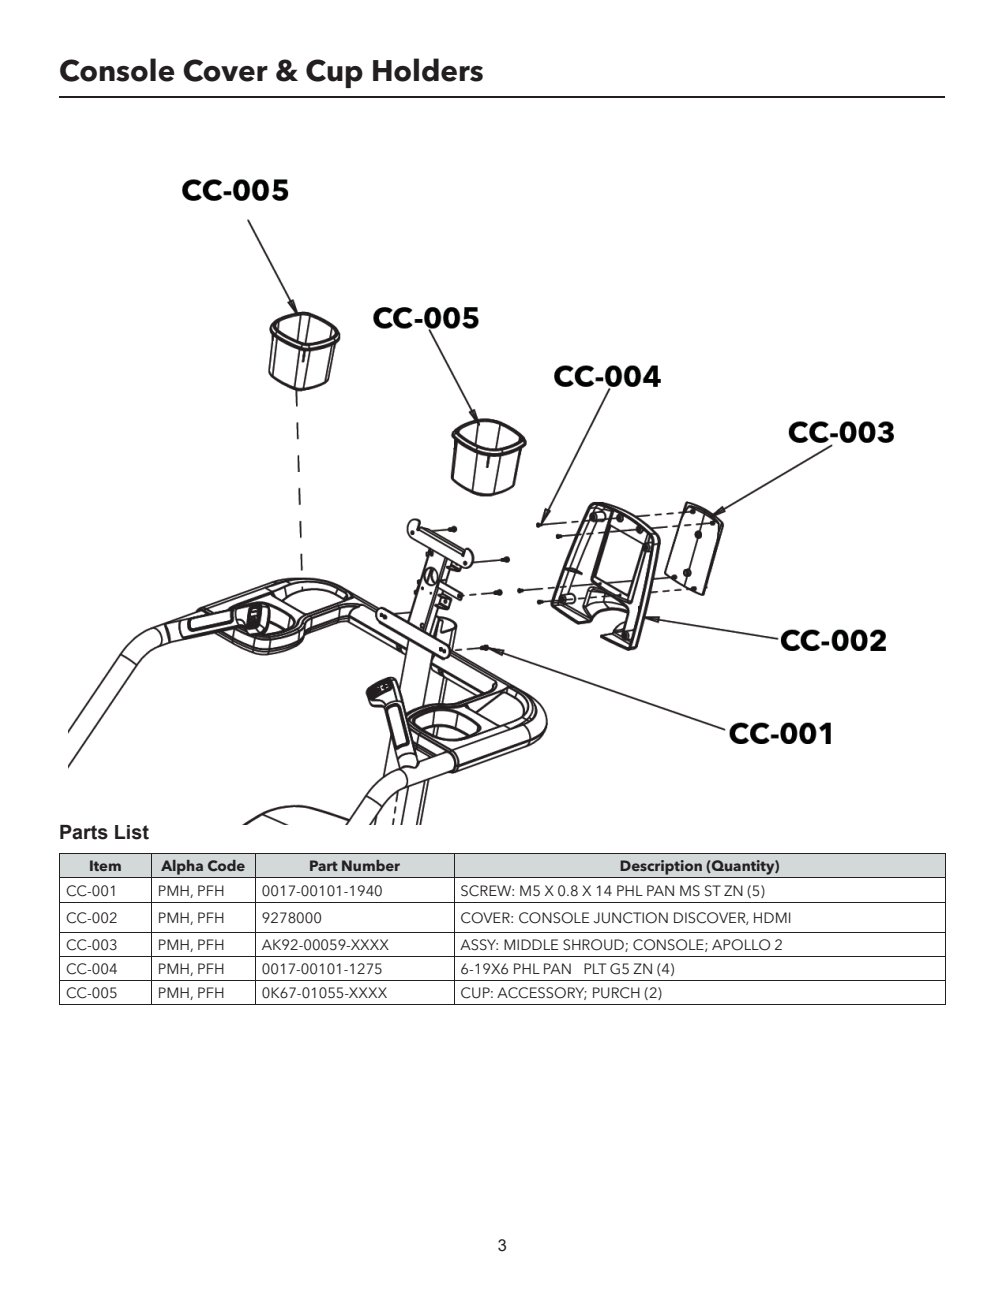 Console Cover & Cup Holders
CC-005
CC-005
CC-004
CC-003
CC-002
CC-001
Parts List
Item Alpha Code Part Number Description (Quantity)
CC-001 PMH, PFH 0017-00101-1940 SCREW: M5 X 0.8 X 14 PHL PAN MS ST ZN (5)
CC-002 PMH, PFH 9278000 COVER: CONSOLE JUNCTION DISCOVER, HDMI
CC-003 PMH, PFH AK92-00059-XXXX ASSY: MIDDLE SHROUD; CONSOLE; APOLLO 2
CC-004 PMH, PFH 0017-00101-1275 6-19X6 PHL PAN PLT G5 ZN (4)
CC-005 PMH, PFH 0K67-01055-XXXX CUP: ACCESSORY; PURCH (2)
3